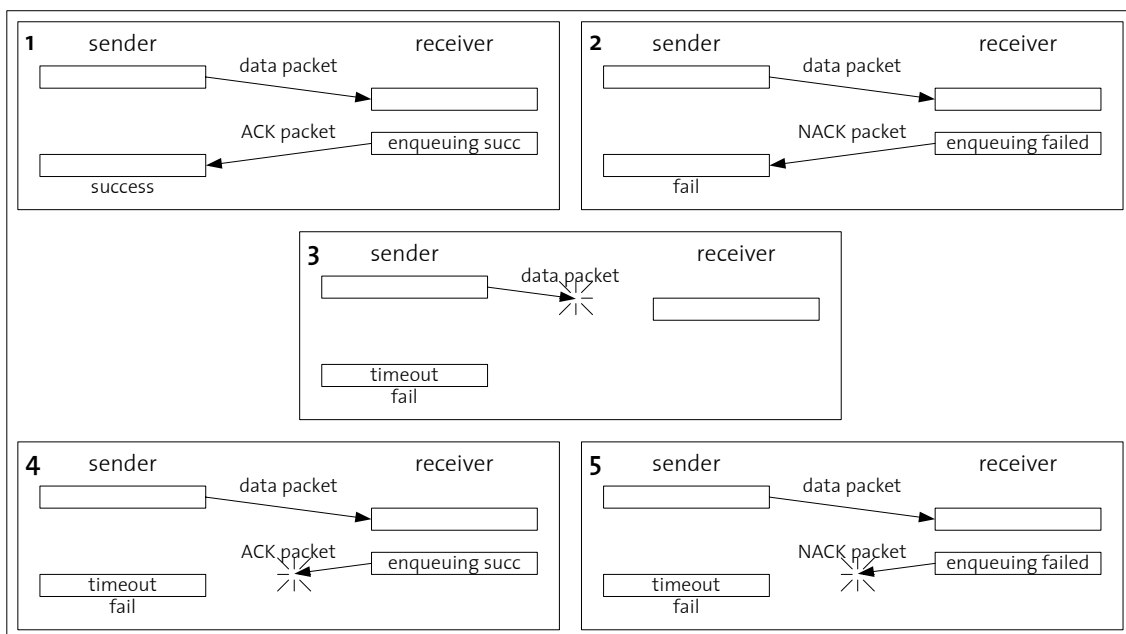 1 sender receiver
data packet
ACK packet
enqueuing succ
success
2 sender receiver
data packet
NACK packet
enqueuing failed
fail
3 sender receiver
data packet
timeout
fail
4 sender receiver
data packet
ACK packet
enqueuing succ
timeout
fail
5 sender receiver
data packet
NACK packet
enqueuing failed
timeout
fail